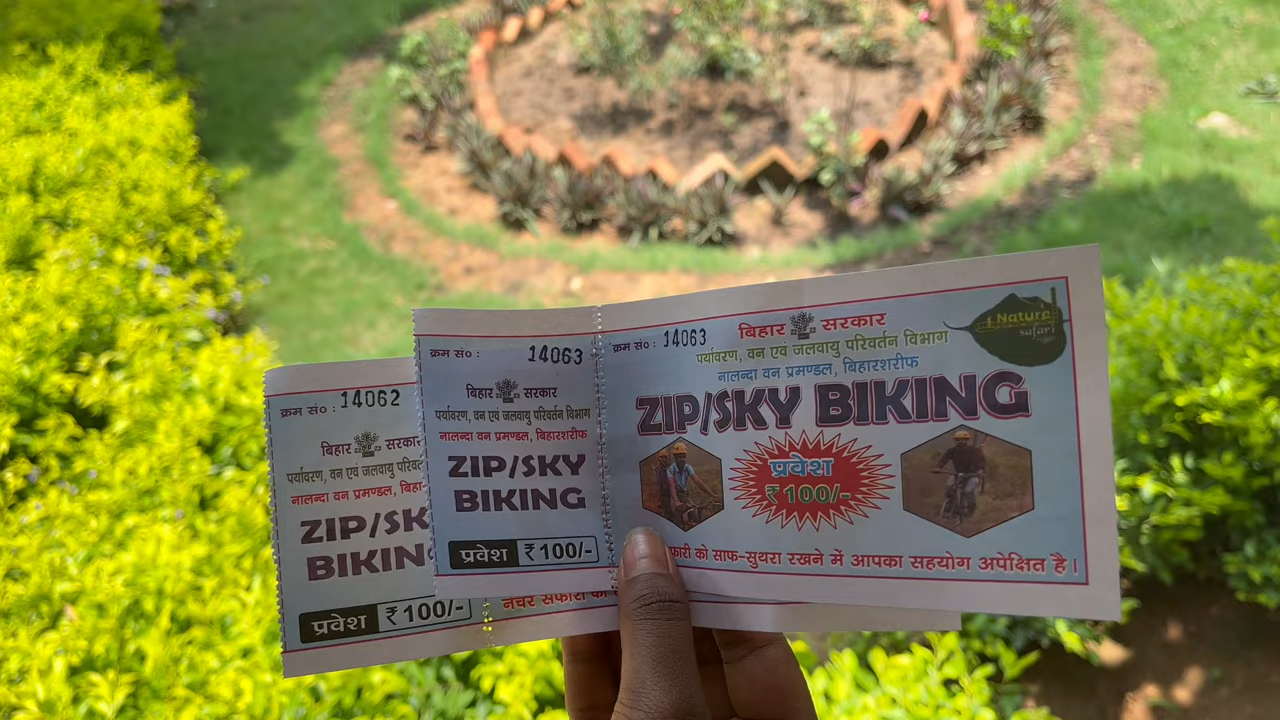 क्रम सं० : 14062
बिहार सरकार
पर्यावरण, वन एवं जलवायु
नालन्दा वन प्रमण्डल,
ZIP/SK
BIKIN
प्रवेश ₹100/-
नेचर सफारी
क्रम सं० : 14063
बिहार सरकार
पर्यावरण, वन एवं जलवायु परिवर्तन विभाग
नालन्दा वन प्रमण्डल, बिहारशरीफ
ZIP/SKY
BIKING
प्रवेश ₹100/-
क्रम सं० : 14063
बिहार सरकार
पर्यावरण, वन एवं जलवायु परिवर्तन विभाग
नालन्दा वन प्रमण्डल, बिहारशरीफ
Nature
safari
ZIP/SKY BIKING
प्रवेश
₹100/-
को साफ-सुथरा रखने में आपका सहयोग अपेक्षित है।